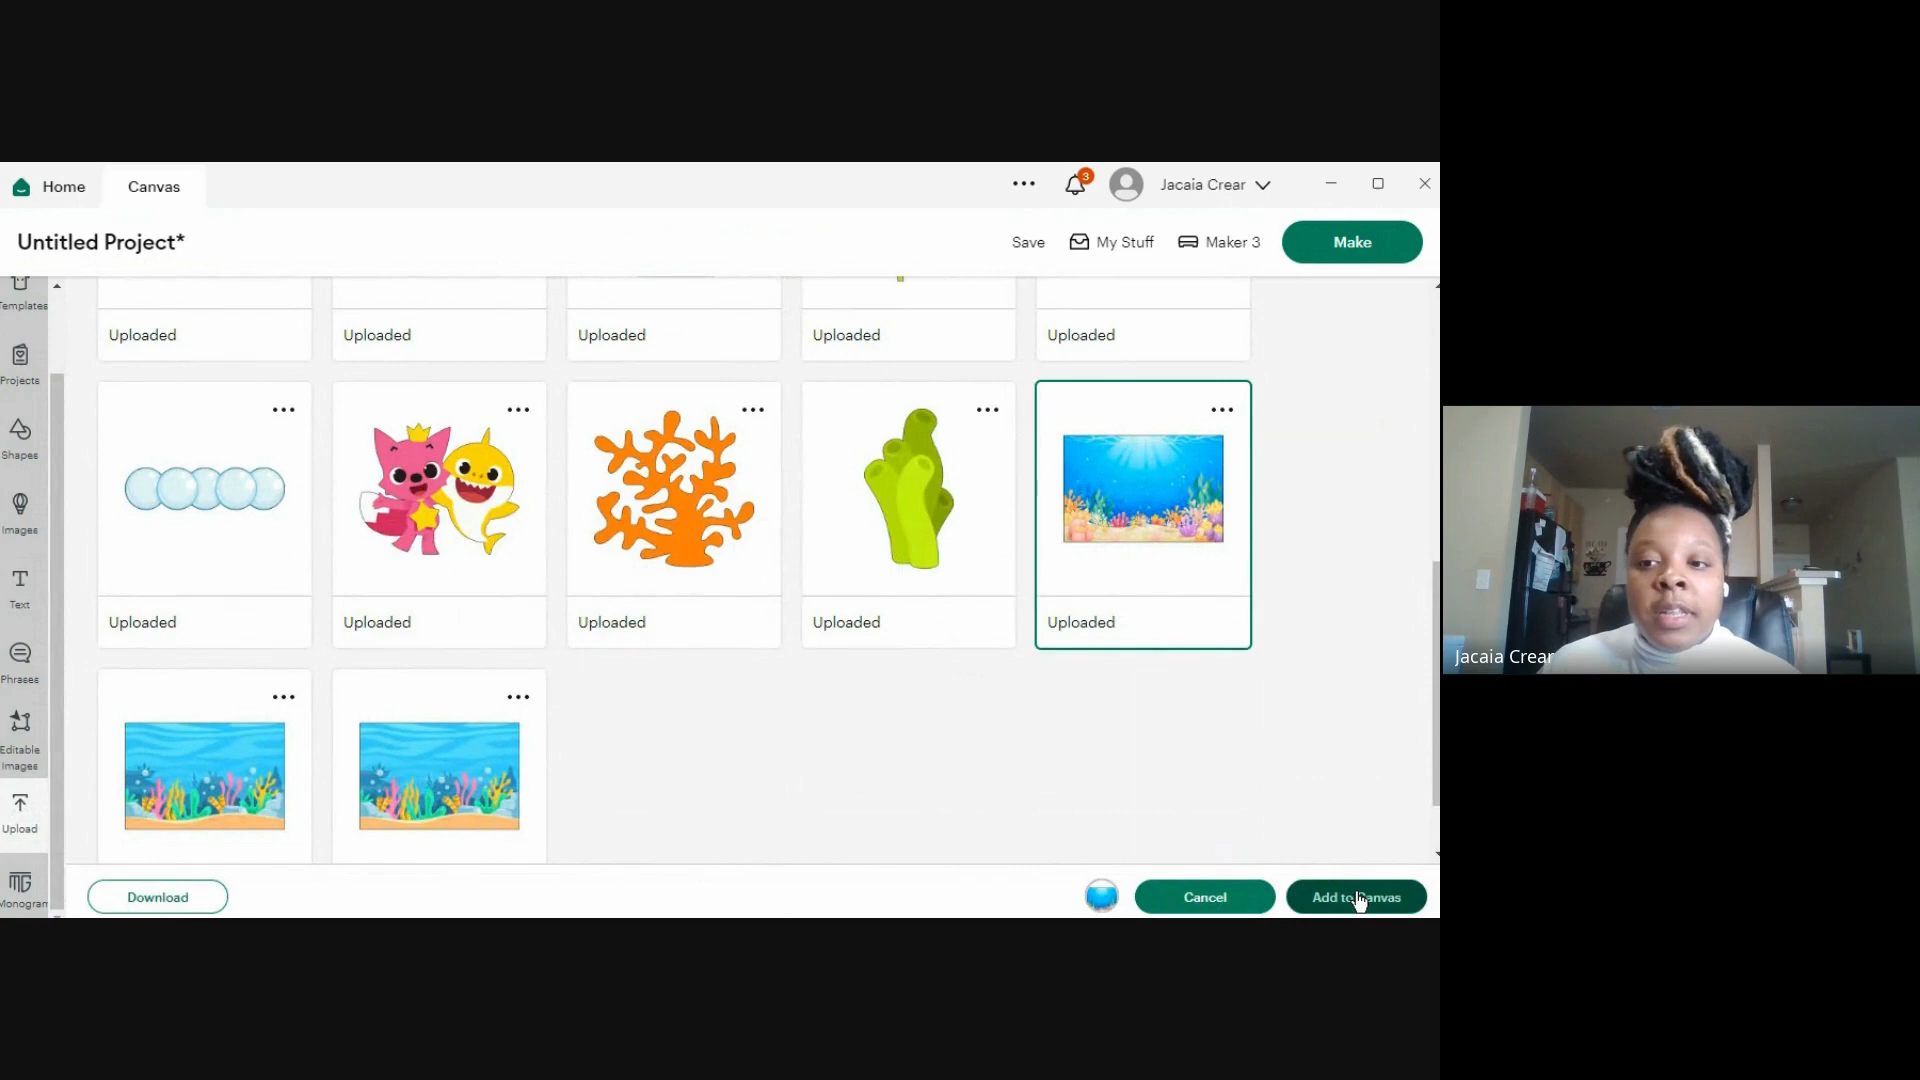 Home
Canvas
3
Jacaia Crear
Untitled Project*
Save
My Stuff
Maker 3
Make
Templates
Projects
Shapes
Images
Text
Phrases
Editable
Images
Upload
Monogram
Uploaded
Uploaded
Uploaded
Uploaded
Uploaded
Uploaded
Uploaded
Uploaded
Uploaded
Uploaded
Download
Cancel
Add to Canvas
Jacaia Crear